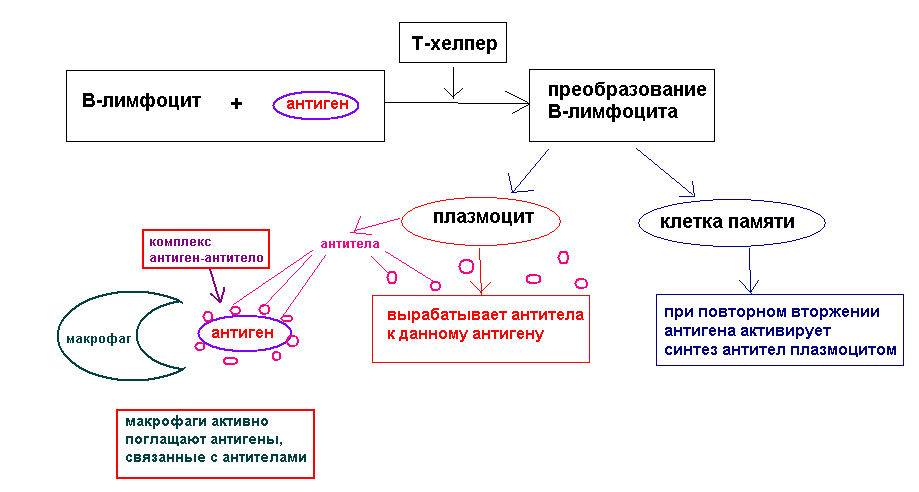 Т-хелпер
В-лимфоцит + антиген
преобразование
В-лимфоцита
плазмоцит
клетка памяти
антитела
комплекс
антиген-антитело
вырабатывает антитела
к данному антигену
при повторном вторжении
антигена активирует
синтез антител плазмоцитом
макрофаг
антиген
макрофаги активно
поглощают антигены,
связанные с антителами